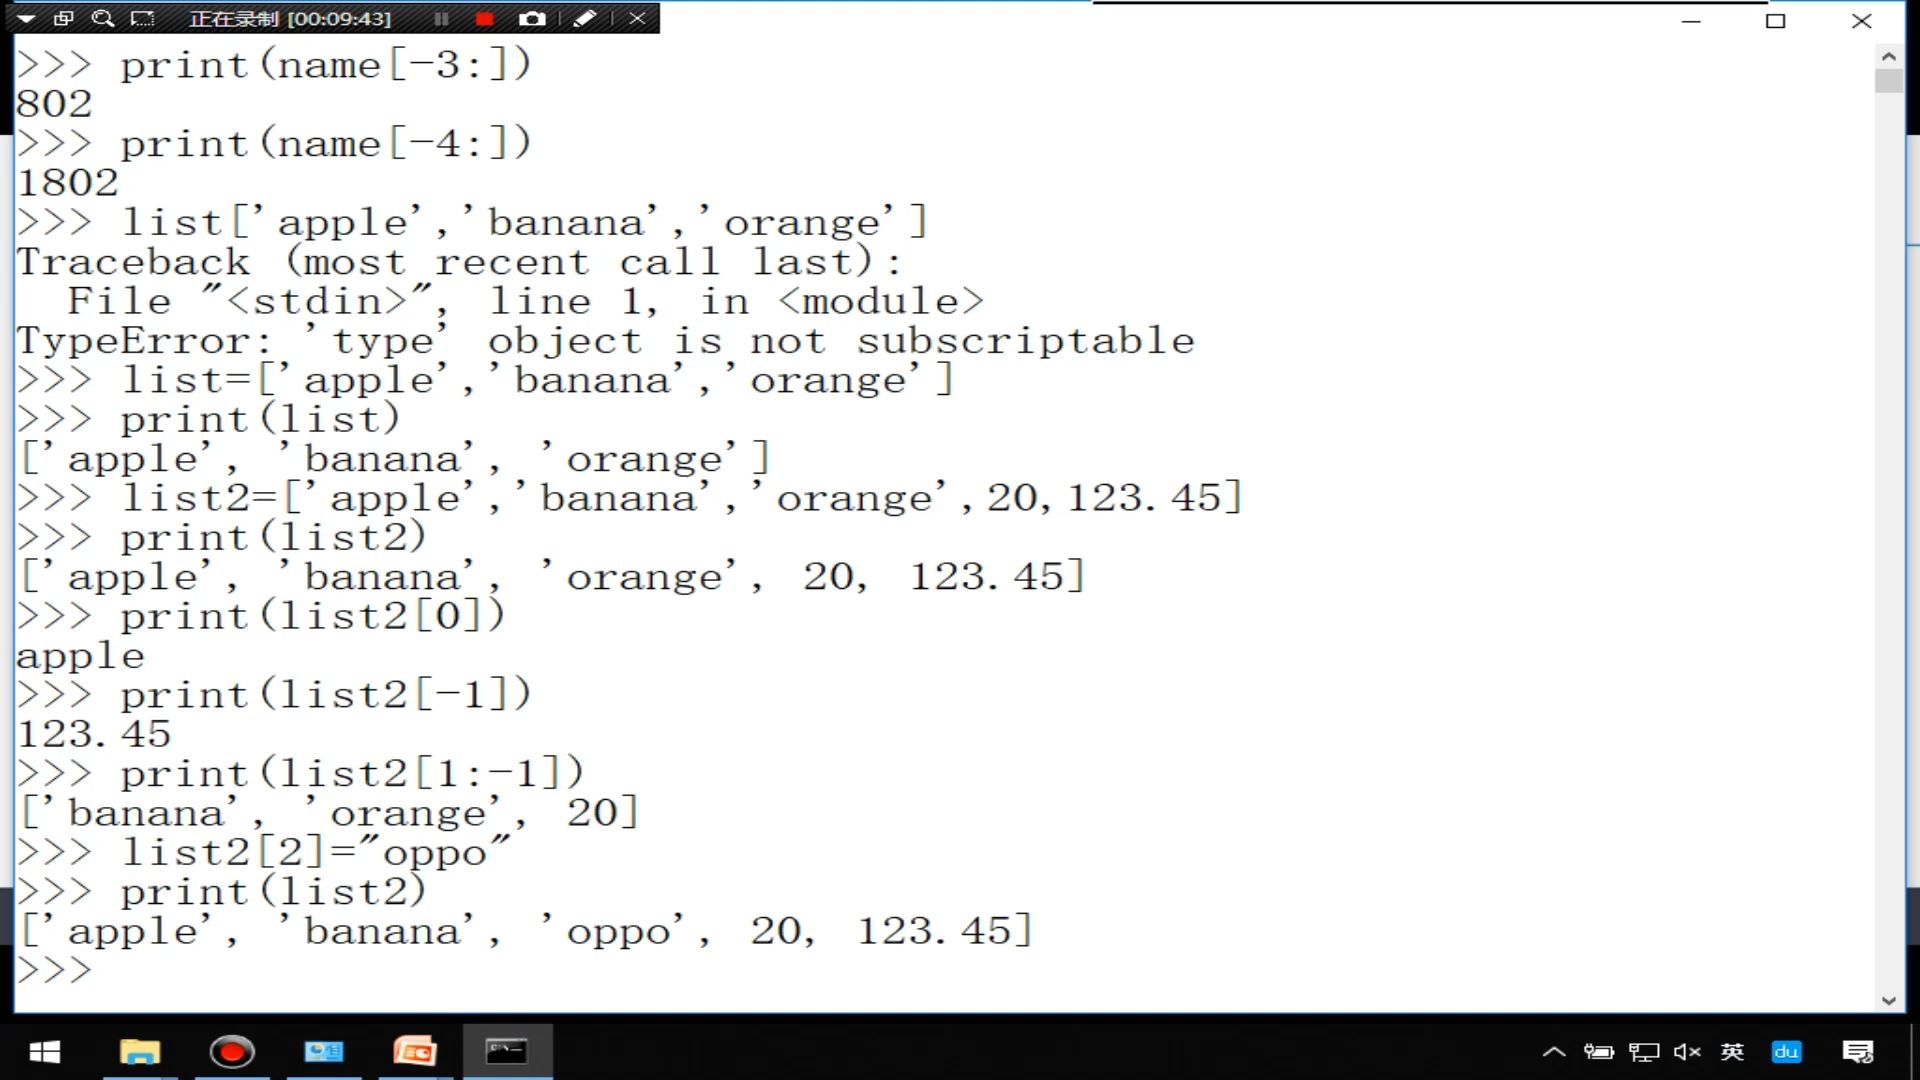 正在录制 [00:09:43]
>>> print(name[-3:])
802
>>> print(name[-4:])
1802
>>> list['apple','banana','orange']
Traceback (most recent call last):
  File "<stdin>", line 1, in <module>
TypeError: 'type' object is not subscriptable
>>> list=['apple','banana','orange']
>>> print(list)
['apple', 'banana', 'orange']
>>> list2=['apple','banana','orange',20,123.45]
>>> print(list2)
['apple', 'banana', 'orange', 20, 123.45]
>>> print(list2[0])
apple
>>> print(list2[-1])
123.45
>>> print(list2[1:-1])
['banana', 'orange', 20]
>>> list2[2]="oppo"
>>> print(list2)
['apple', 'banana', 'oppo', 20, 123.45]
>>>
英 du